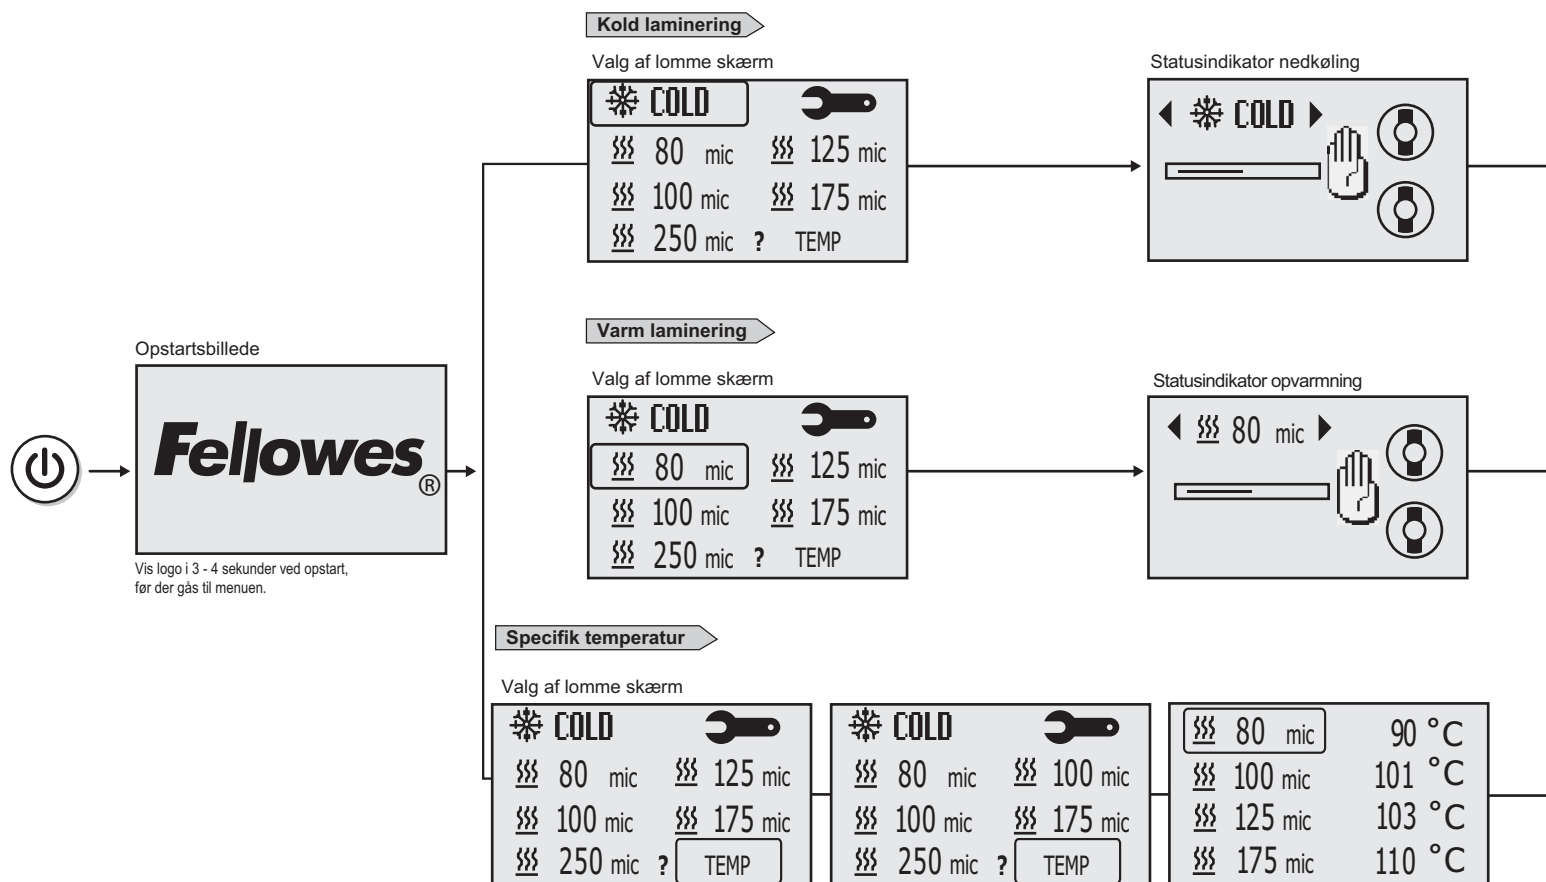 Kold laminering
Valg af lomme skærm
COLD
80 mic 125 mic
100 mic 175 mic
250 mic ? TEMP
Statusindikator nedkøling
COLD
Opstartsbillede
Fellowes®
Vis logo i 3 - 4 sekunder ved opstart,
før der gås til menuen.
Varm laminering
Valg af lomme skærm
COLD
80 mic 125 mic
100 mic 175 mic
250 mic ? TEMP
Statusindikator opvarmning
80 mic
Specifik temperatur
Valg af lomme skærm
COLD
80 mic 125 mic
100 mic 175 mic
250 mic ? TEMP
COLD
80 mic 100 mic
100 mic 175 mic
250 mic ? TEMP
80 mic 90 °C
100 mic 101 °C
125 mic 103 °C
175 mic 110 °C